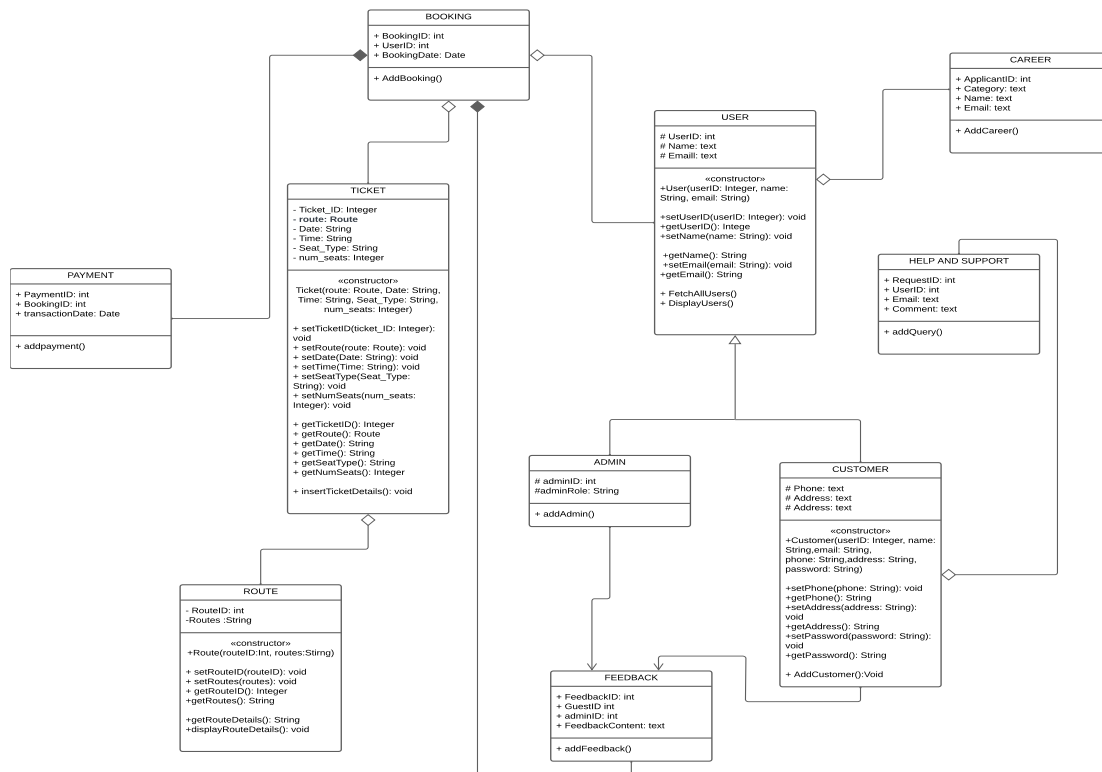 BOOKING
+ BookingID: int
+ UserID: int
+ BookingDate: Date
+ AddBooking()
CAREER
+ ApplicantID: int
+ Category: text
+ Name: text
+ Email: text
+ AddCareer()
USER
# UserID: int
# Name: text
# Emaill: text
«constructor»
+User(userID: Integer, name:
String, email: String)
+setUserID(userID: Integer): void
+getUserID(): Intege
+setName(name: String): void
+getName(): String
+setEmail(email: String): void
+getEmail(): String
+ FetchAllUsers()
+ DisplayUsers()
TICKET
- Ticket_ID: Integer
- route: Route
- Date: String
- Time: String
- Seat_Type: String
- num_seats: Integer
«constructor»
Ticket(route: Route, Date: String,
Time: String, Seat_Type: String,
num_seats: Integer)
+ setTicketID(ticket_ID: Integer):
void
+ setRoute(route: Route): void
+ setDate(Date: String): void
+ setTime(Time: String): void
+ setSeatType(Seat_Type:
String): void
+ setNumSeats(num_seats:
Integer): void
+ getTicketID(): Integer
+ getRoute(): Route
+ getDate(): String
+ getTime(): String
+ getSeatType(): String
+ getNumSeats(): Integer
+ insertTicketDetails(): void
PAYMENT
+ PaymentID: int
+ BookingID: int
+ transactionDate: Date
+ addpayment()
HELP AND SUPPORT
+ RequestID: int
+ UserID: int
+ Email: text
+ Comment: text
+ addQuery()
ADMIN
# adminID: int
#adminRole: String
+ addAdmin()
CUSTOMER
# Phone: text
# Address: text
# Address: text
«constructor»
+Customer(userID: Integer, name:
String,email: String,
phone: String,address: String,
password: String)
+setPhone(phone: String): void
+getPhone(): String
+setAddress(address: String):
void
+getAddress(): String
+setPassword(password: String):
void
+getPassword(): String
+ AddCustomer():Void
ROUTE
- RouteID: int
-Routes :String
«constructor»
+Route(routeID:Int, routes:Stirng)
+ setRouteID(routeID): void
+ setRoutes(routes): void
+ getRouteID(): Integer
+getRoutes(): String
+getRouteDetails(): String
+displayRouteDetails(): void
FEEDBACK
+ FeedbackID: int
+ GuestID int
+ adminID: int
+ FeedbackContent: text
+ addFeedback()